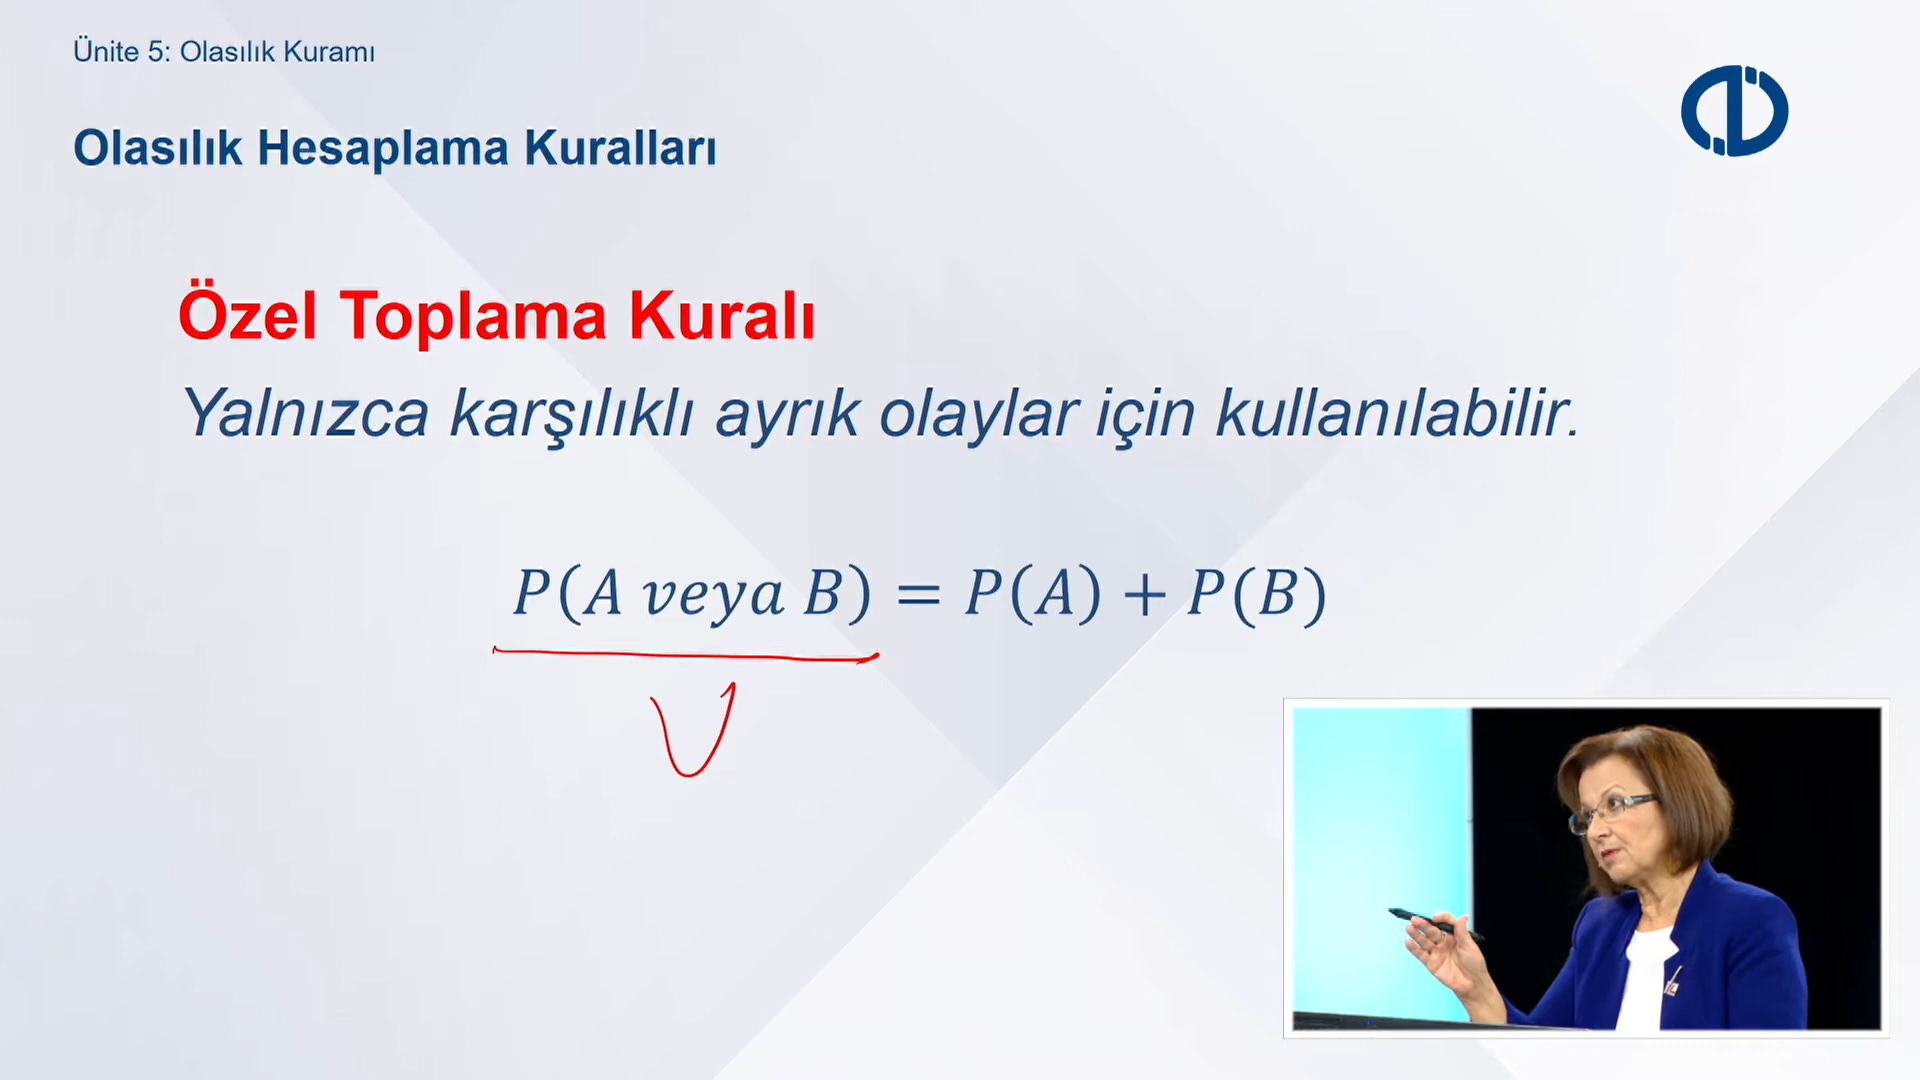 Ünite 5: Olasılık Kuramı
Olasılık Hesaplama Kuralları
Özel Toplama Kuralı
Yalnızca karşılıklı ayrık olaylar için kullanılabilir.
P(A veya B) = P(A) + P(B)
∪